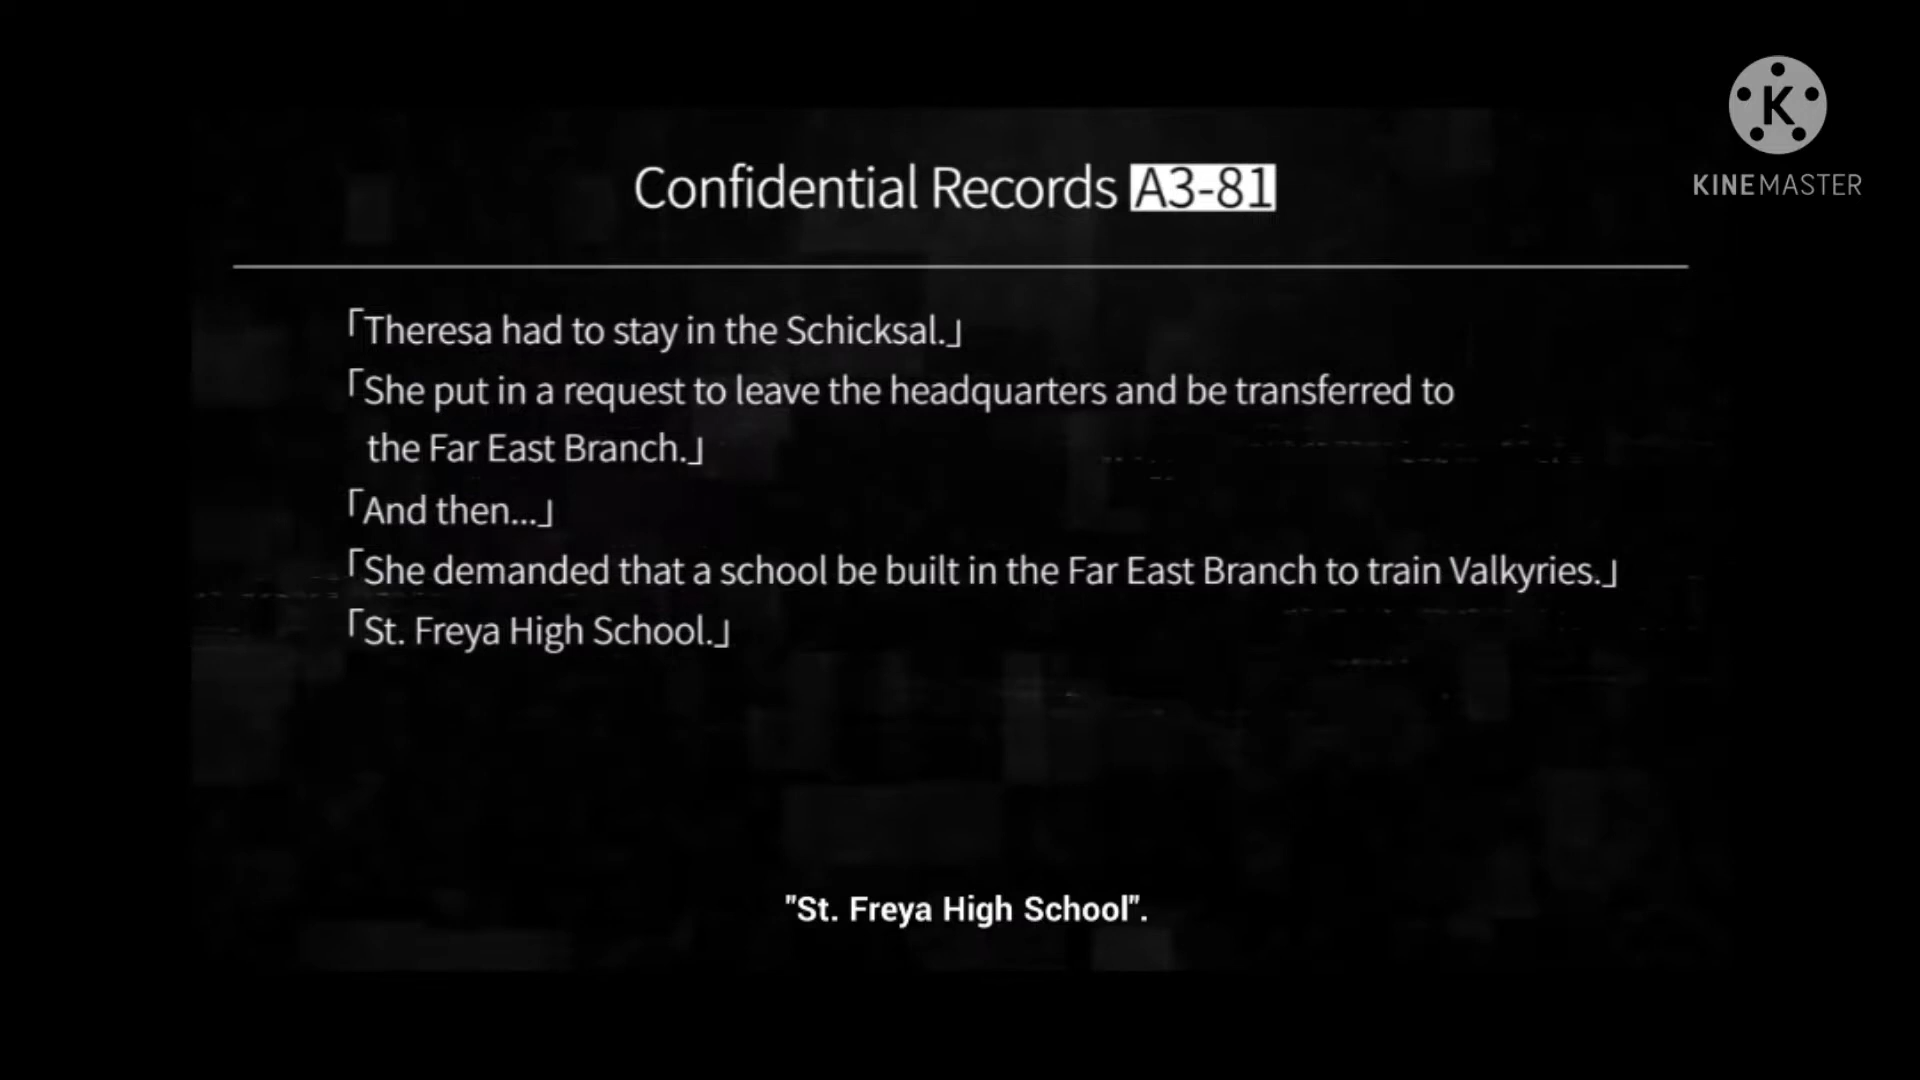 K
KINEMASTER
Confidential Records A3-81
「Theresa had to stay in the Schicksal.」
「She put in a request to leave the headquarters and be transferred to
the Far East Branch.」
「And then...」
「She demanded that a school be built in the Far East Branch to train Valkyries.」
「St. Freya High School.」
"St. Freya High School".